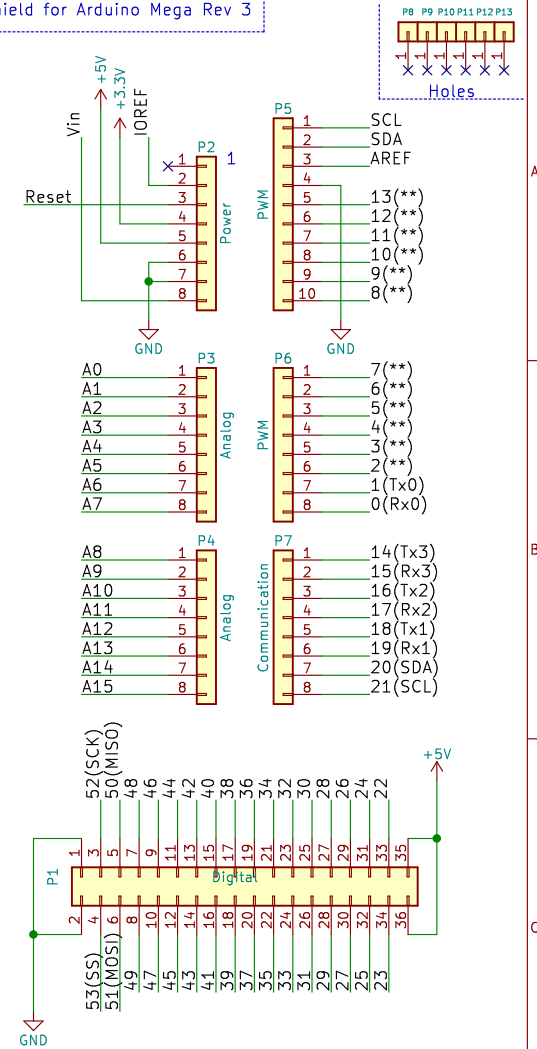 ield for Arduino Mega Rev 3
P8 P9 P10 P11 P12 P13
1 1 1 1 1 1
Holes
+5V
+3.3V
IOREF
Vin
Reset
P2
1
Power
1
2
3
4
5
6
7
8
GND
P5
PWM
1 SCL
2 SDA
3 AREF
4
5 13(**)
6 12(**)
7 11(**)
8 10(**)
9 9(**)
10 8(**)
GND
P3
Analog
A0 1
A1 2
A2 3
A3 4
A4 5
A5 6
A6 7
A7 8
P6
PWM
1 7(**)
2 6(**)
3 5(**)
4 4(**)
5 3(**)
6 2(**)
7 1(Tx0)
8 0(Rx0)
P4
Analog
A8 1
A9 2
A10 3
A11 4
A12 5
A13 6
A14 7
A15 8
P7
Communication
1 14(Tx3)
2 15(Rx3)
3 16(Tx2)
4 17(Rx2)
5 18(Tx1)
6 19(Rx1)
7 20(SDA)
8 21(SCL)
+5V
52(SCK) 50(MISO) 48 46 44 42 40 38 36 34 32 30 28 26 24 22
1 3 5 7 9 11 13 15 17 19 21 23 25 27 29 31 33 35
P1
Digital
2 4 6 8 10 12 14 16 18 20 22 24 26 28 30 32 34 36
53(SS) 51(MOSI) 49 47 45 43 41 39 37 35 33 31 29 27 25 23
GND
A
B
C